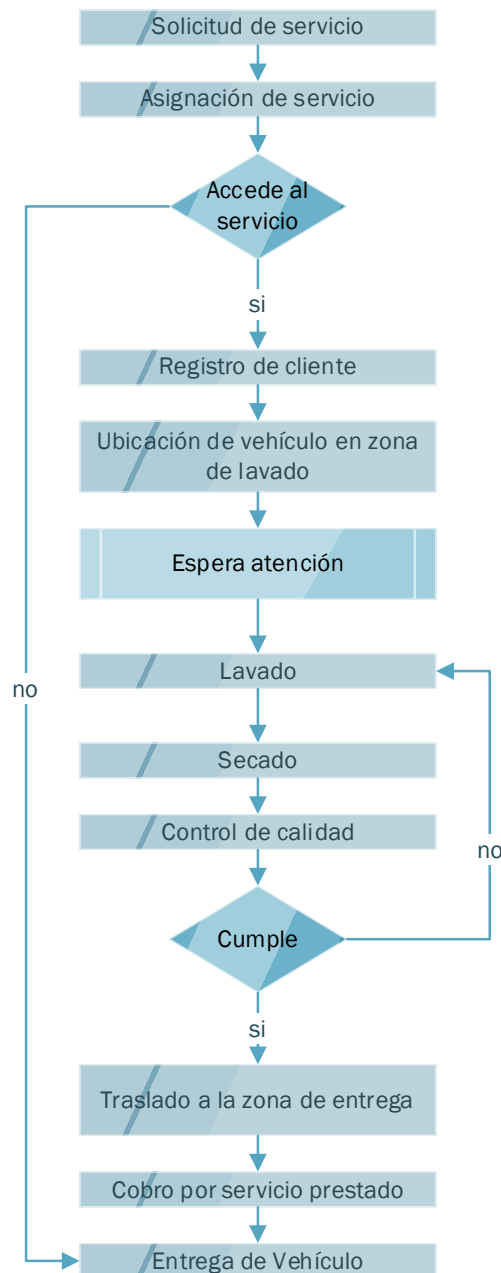 Solicitud de servicio
Asignación de servicio
Accede al
servicio
si
Registro de cliente
Ubicación de vehículo en zona
de lavado
Espera atención
Lavado
no
Secado
Control de calidad
no
Cumple
si
Traslado a la zona de entrega
Cobro por servicio prestado
Entrega de Vehículo